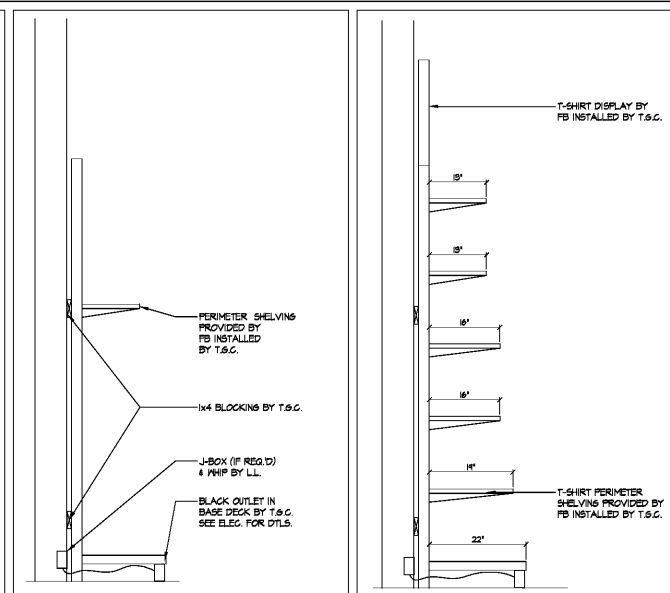 PERIMETER SHELVING
PROVIDED BY
FB INSTALLED
BY T.G.C.
1x4 BLOCKING BY T.G.C.
J-BOX (IF REQ.'D)
& WHIP BY L.L.
BLACK OUTLET IN
BASE DECK BY T.G.C.
SEE ELEC. FOR DTLS.
T-SHIRT DISPLAY BY
FB INSTALLED BY T.G.C.
13"
13"
16"
16"
19"
T-SHIRT PERIMETER
SHELVING PROVIDED BY
FB INSTALLED BY T.G.C.
22"